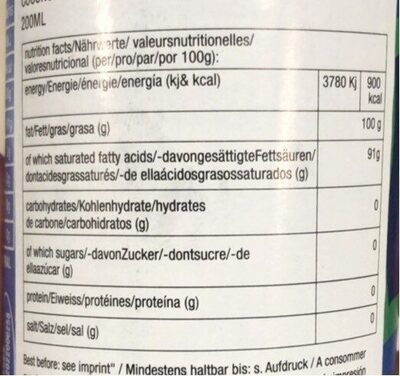 200ML
nutrition facts/Nährwerte/ valeursnutritionelles/
valoresnutricional (per/pro/par/por 100g):
energy/Energie/énergie/energía (kj& kcal) 3780 Kj 900
kcal
fat/Fett/gras/grasa (g) 100 g
of which saturated fatty acids/-davongesättigteFettsäuren/ 91g
dontacidesgrassaturés/-de ellaácidosgrasossaturados (g)
carbohydrates/Kohlenhydrate/hydrates 0
de carbone/carbohidratos (g)
of which sugars/-davonZucker/-dontsucre/-de 0
ellaazúcar (g)
protein/Eiweiss/protéines/proteína (g) 0
salt/Salz/sel/sal (g) 0
Best before: see imprint" / Mindestens haltbar bis: s. Aufdruck / A consommer